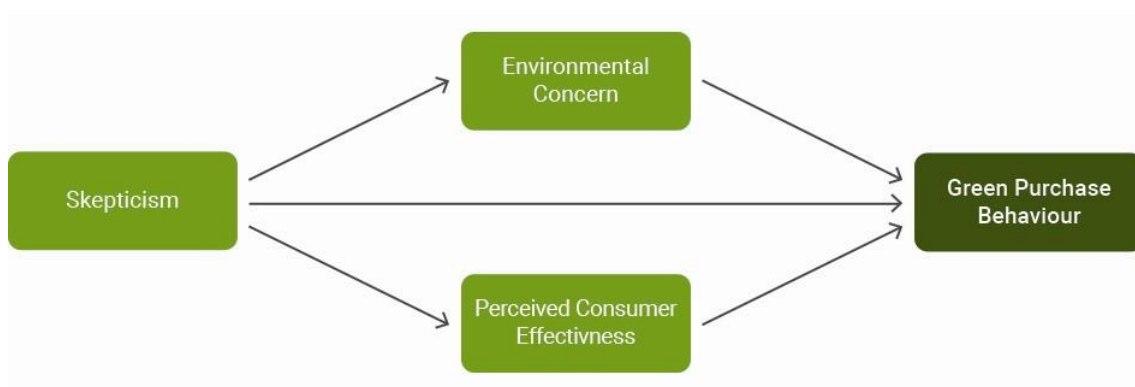 Environmental
Concern
Skepticism
Green Purchase
Behaviour
Perceived Consumer
Effectivness